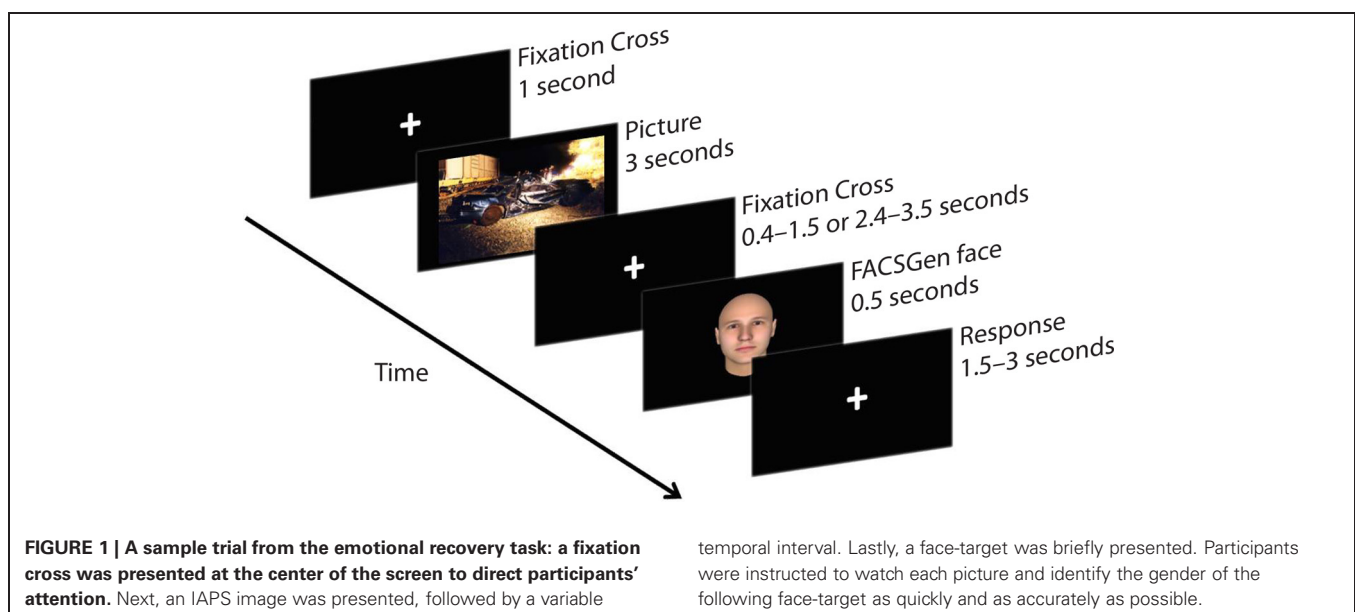 Fixation Cross
1 second
Picture
3 seconds
Fixation Cross
0.4–1.5 or 2.4–3.5 seconds
FACSGen face
0.5 seconds
Response
1.5–3 seconds
Time
FIGURE 1 | A sample trial from the emotional recovery task: a fixation
cross was presented at the center of the screen to direct participants’
attention. Next, an IAPS image was presented, followed by a variable
temporal interval. Lastly, a face-target was briefly presented. Participants
were instructed to watch each picture and identify the gender of the
following face-target as quickly and as accurately as possible.